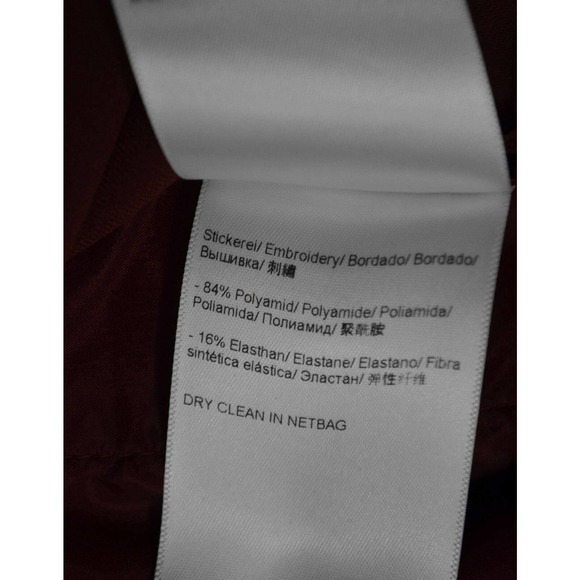 Stickerei/ Embroidery/ Bordado/ Bordado/
Вышивка/ 刺繡
- 84% Polyamid/ Polyamide/ Poliamida/
Poliamida/ Полиамид/ 聚酰胺
- 16% Elasthan/ Elastane/ Elastano/ Fibra
sintética elástica/ Эластан/ 弹性纤维
DRY CLEAN IN NETBAG